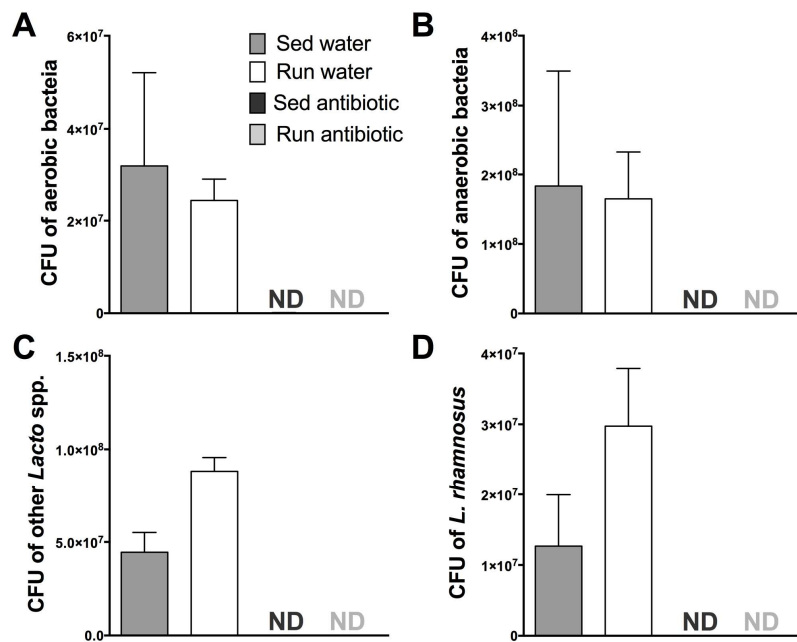 A
CFU of aerobic bacteia
6×10⁷
4×10⁷
2×10⁷
0
ND
ND
Sed water
Run water
Sed antibiotic
Run antibiotic
B
CFU of anaerobic bacteia
4×10⁸
3×10⁸
2×10⁸
1×10⁸
0
ND
ND
C
CFU of other Lacto spp.
1.5×10⁸
1.0×10⁸
5.0×10⁷
0.0
ND
ND
D
CFU of L. rhamnosus
4×10⁷
3×10⁷
2×10⁷
1×10⁷
0
ND
ND